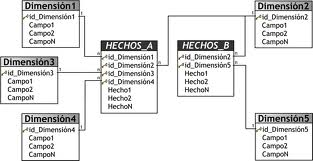 Dimensión1
id_Dimensión1
Campo1
Campo2
CampoN
Dimensión3
id_Dimensión3
Campo1
Campo2
CampoN
Dimensión4
id_Dimensión4
Campo1
Campo2
CampoN
HECHOS_A
id_Dimensión1
id_Dimensión2
id_Dimensión3
id_Dimensión4
Hecho1
Hecho2
HechoN
HECHOS_B
id_Dimensión2
id_Dimensión5
Hecho1
Hecho2
HechoN
Dimensión2
id_Dimensión2
Campo1
Campo2
CampoN
Dimensión5
id_Dimensión5
Campo1
Campo2
CampoN